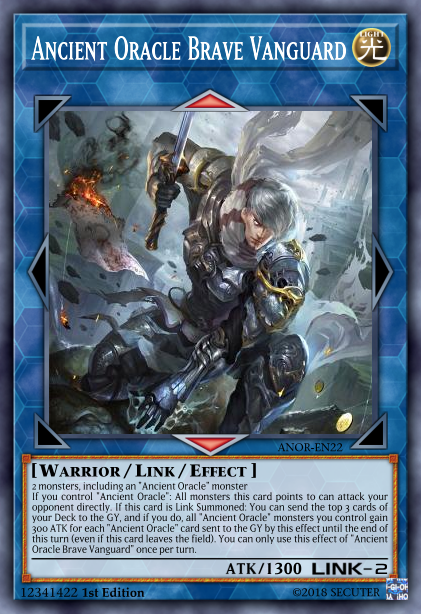 ANCIENT ORACLE BRAVE VANGUARD
LIGHT
光
ANOR-EN22
[WARRIOR/LINK/EFFECT]
2 monsters, including an "Ancient Oracle" monster
If you control "Ancient Oracle": All monsters this card points to can attack your
opponent directly. If this card is Link Summoned: You can send the top 3 cards
of your Deck to the GY, and if you do, all "Ancient Oracle" monsters you control gain
300 ATK for each "Ancient Oracle" card sent to the GY by this effect until the end of
this turn (even if this card leaves the field). You can only use this effect of "Ancient
Oracle Brave Vanguard" once per turn.
ATK/1300 LINK-2
12341422 1st Edition ©2018 SECUTER